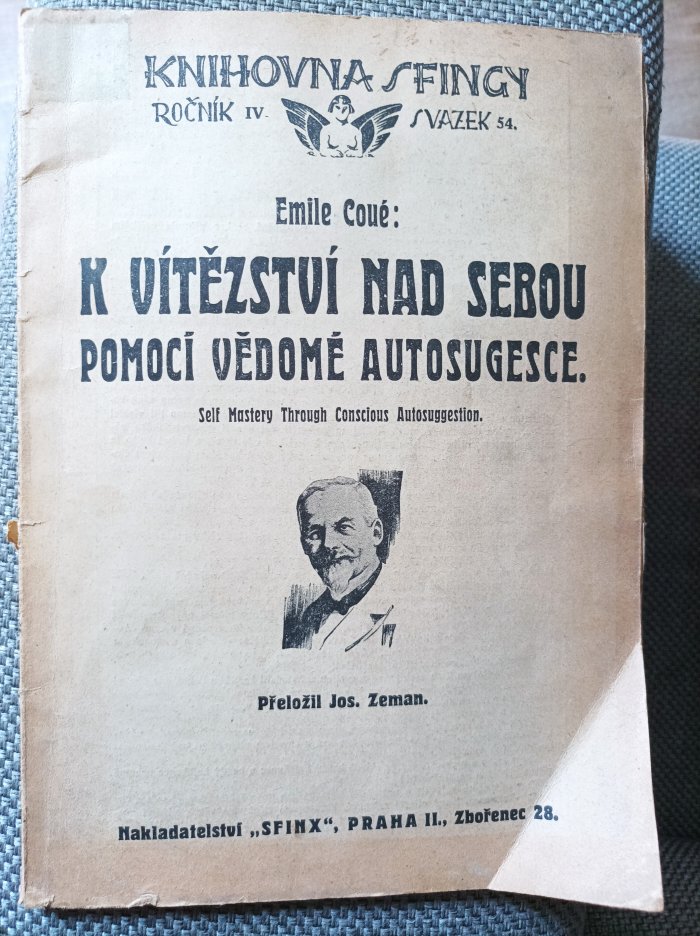 KNIHOVNA SFINGY
ROČNÍK IV. SVAZEK 54.
Emile Coué:
K VÍTĚZSTVÍ NAD SEBOU
POMOCÍ VĚDOMÉ AUTOSUGESCE.
Self Mastery Through Conscious Autosuggestion.
Přeložil Jos. Zeman.
Nakladatelství „SFINX“, PRAHA II., Zbořenec 28.